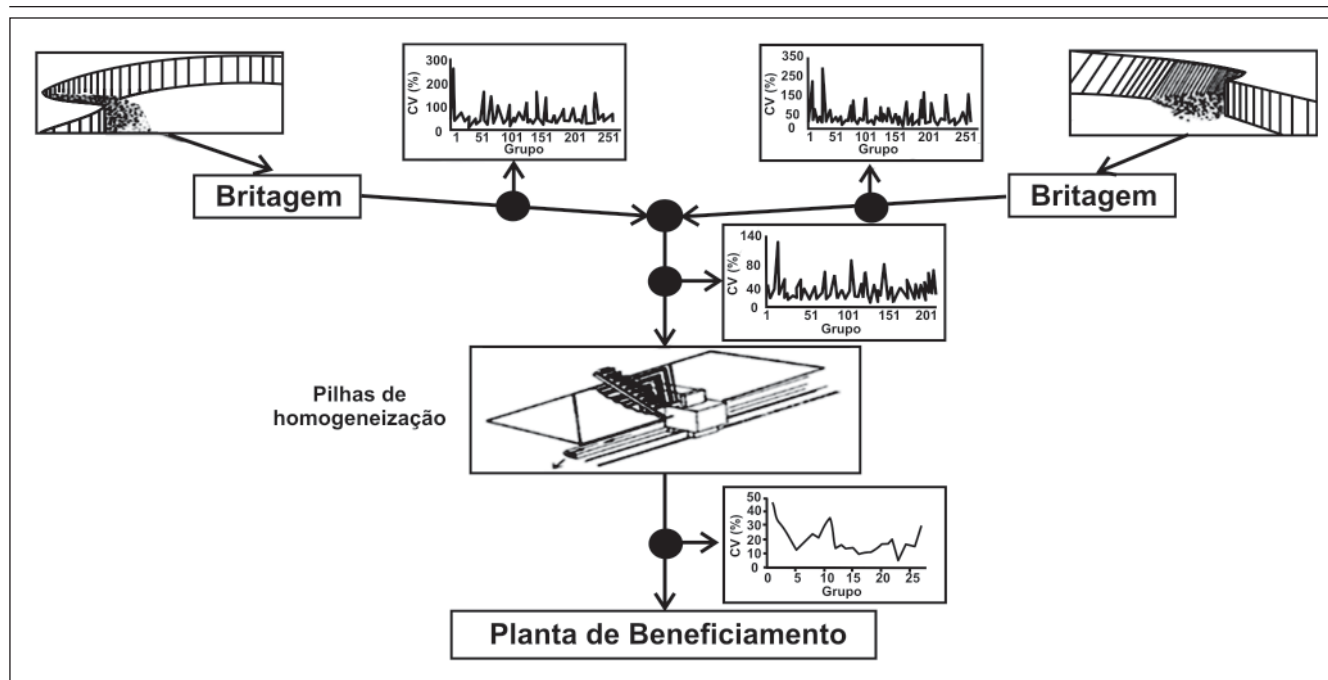 300
200
100
0
CV (%)
1 51 101 151 201 251
Grupo
350
250
150
50
0
CV (%)
1 51 101 151 201 251
Grupo
Britagem
Britagem
140
80
40
0
CV (%)
1 51 101 151 201
Grupo
Pilhas de
homogeneização
50
40
30
20
10
0
CV (%)
0 5 10 15 20 25
Grupo
Planta de Beneficiamento